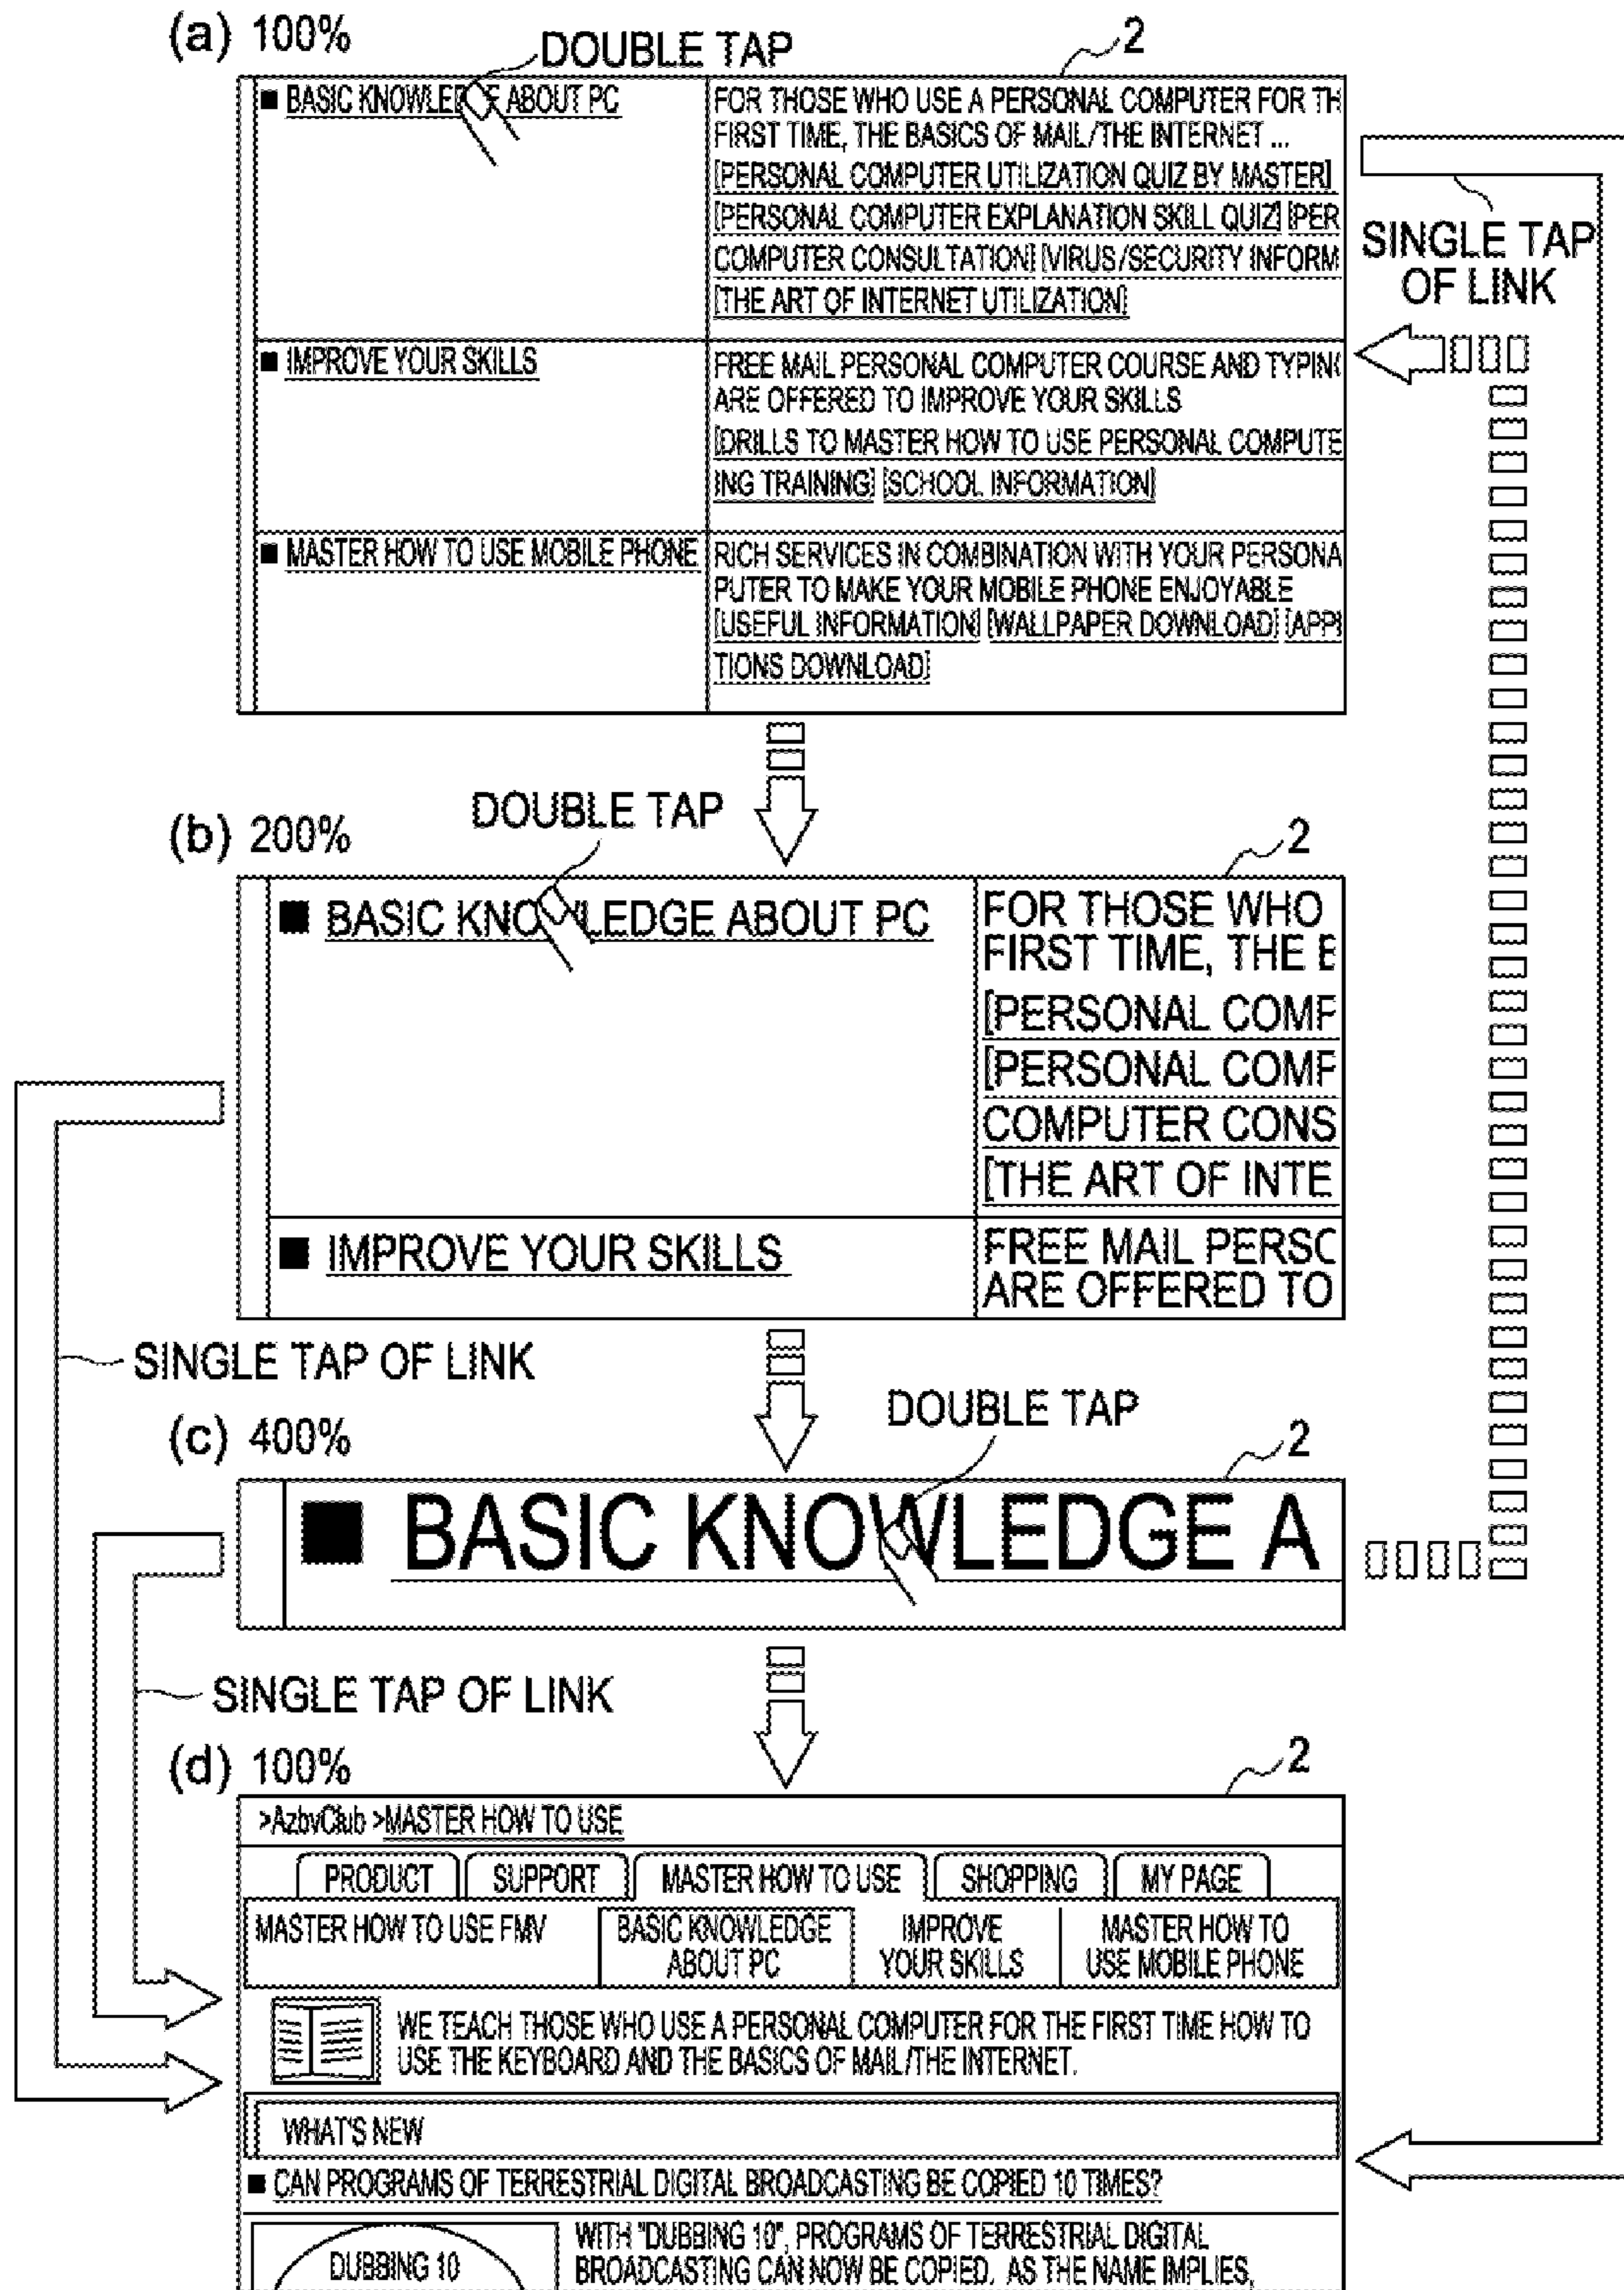 (a) 100%
DOUBLE TAP
2
■ BASIC KNOWLEDGE ABOUT PC
FOR THOSE WHO USE A PERSONAL COMPUTER FOR TH
FIRST TIME, THE BASICS OF MAIL/THE INTERNET ...
[PERSONAL COMPUTER UTILIZATION QUIZ BY MASTER]
[PERSONAL COMPUTER EXPLANATION SKILL QUIZ] [PER
COMPUTER CONSULTATION] [VIRUS/SECURITY INFORM
[THE ART OF INTERNET UTILIZATION]
SINGLE TAP
OF LINK
■ IMPROVE YOUR SKILLS
FREE MAIL PERSONAL COMPUTER COURSE AND TYPING
ARE OFFERED TO IMPROVE YOUR SKILLS
[DRILLS TO MASTER HOW TO USE PERSONAL COMPUTE
ING TRAINING] [SCHOOL INFORMATION]
■ MASTER HOW TO USE MOBILE PHONE
RICH SERVICES IN COMBINATION WITH YOUR PERSONA
PUTER TO MAKE YOUR MOBILE PHONE ENJOYABLE
[USEFUL INFORMATION] [WALLPAPER DOWNLOAD] [APPI
TIONS DOWNLOAD]
(b) 200%
DOUBLE TAP
2
■ BASIC KNOWLEDGE ABOUT PC
FOR THOSE WHO
FIRST TIME, THE B
[PERSONAL COMP
[PERSONAL COMP
COMPUTER CONS
[THE ART OF INTE
■ IMPROVE YOUR SKILLS
FREE MAIL PERSO
ARE OFFERED TO
SINGLE TAP OF LINK
(c) 400%
DOUBLE TAP
2
■ BASIC KNOWLEDGE A
SINGLE TAP OF LINK
(d) 100%
2
>AzbvClub >MASTER HOW TO USE
PRODUCT SUPPORT MASTER HOW TO USE SHOPPING MY PAGE
MASTER HOW TO USE FMV
BASIC KNOWLEDGE
ABOUT PC
IMPROVE
YOUR SKILLS
MASTER HOW TO
USE MOBILE PHONE
WE TEACH THOSE WHO USE A PERSONAL COMPUTER FOR THE FIRST TIME HOW TO
USE THE KEYBOARD AND THE BASICS OF MAIL/THE INTERNET.
WHAT'S NEW
■ CAN PROGRAMS OF TERRESTRIAL DIGITAL BROADCASTING BE COPIED 10 TIMES?
DUBBING 10
WITH "DUBBING 10", PROGRAMS OF TERRESTRIAL DIGITAL
BROADCASTING CAN NOW BE COPIED. AS THE NAME IMPLIES,